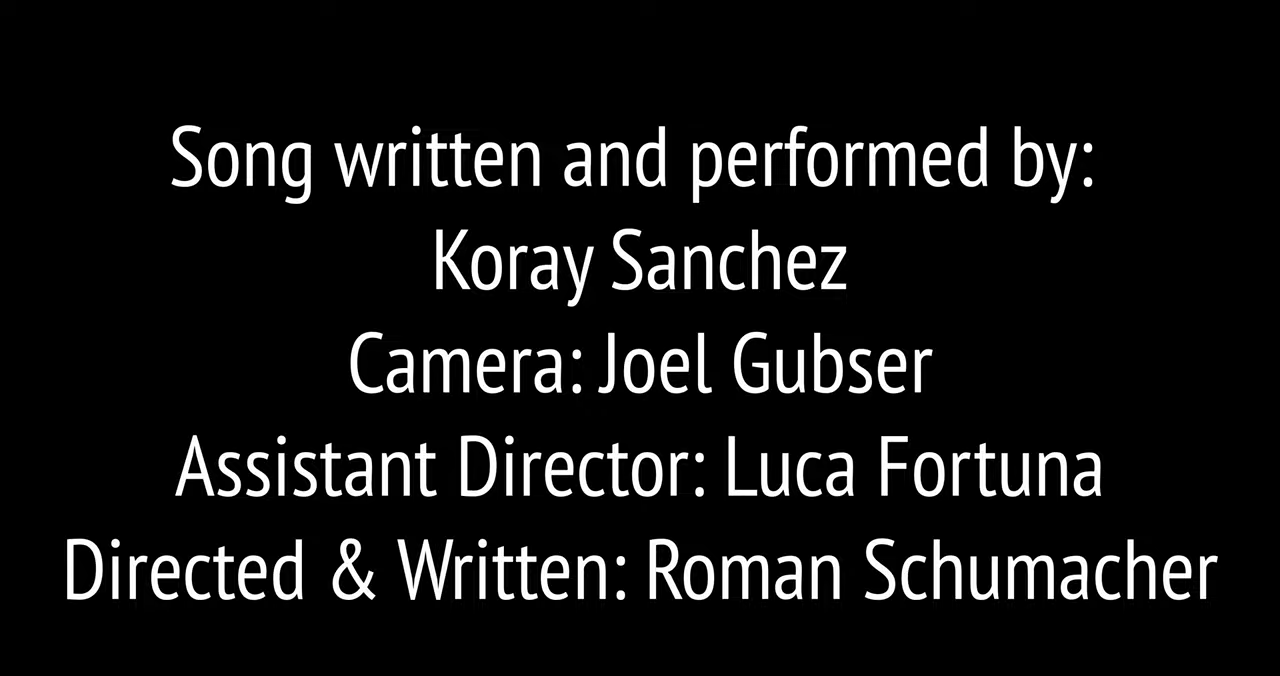 Song written and performed by:
Koray Sanchez
Camera: Joel Gubser
Assistant Director: Luca Fortuna
Directed & Written: Roman Schumacher